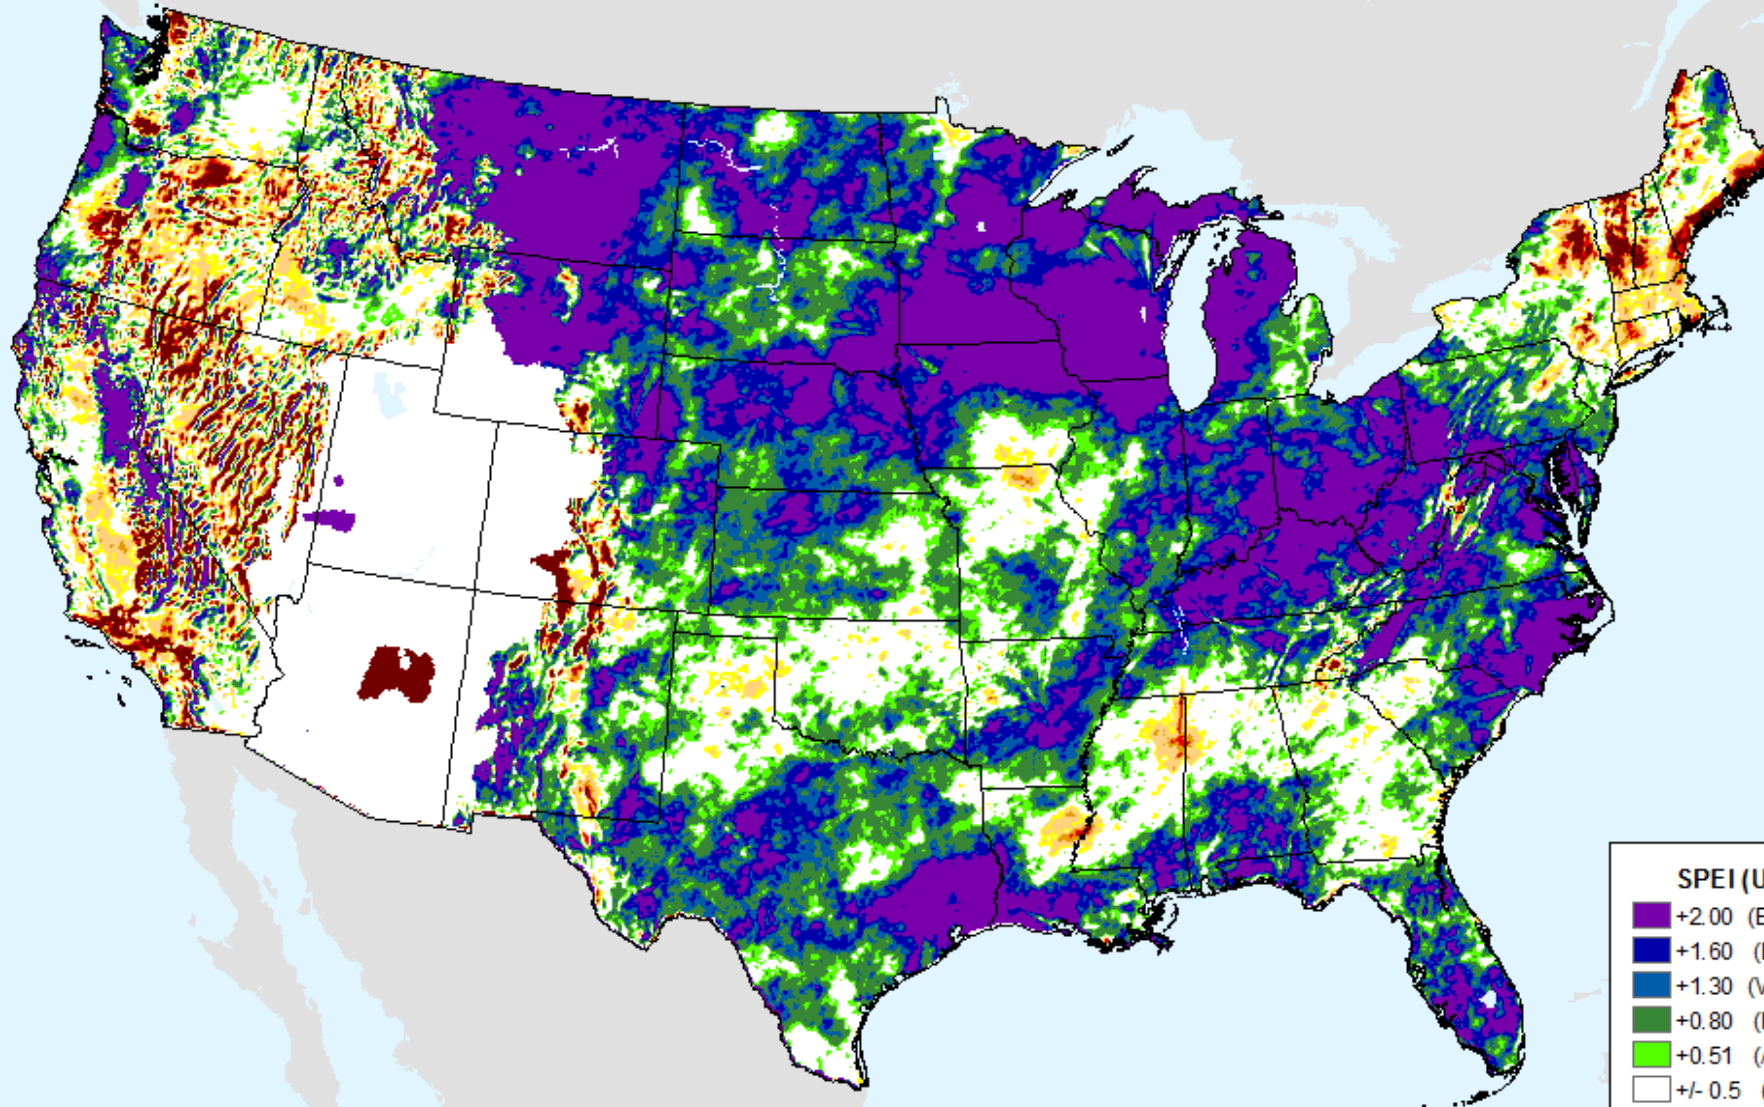 SPEI (U
+2.00 (E
+1.60 (
+1.30 (V
+0.80 (
+0.51 (
+/- 0.5 (